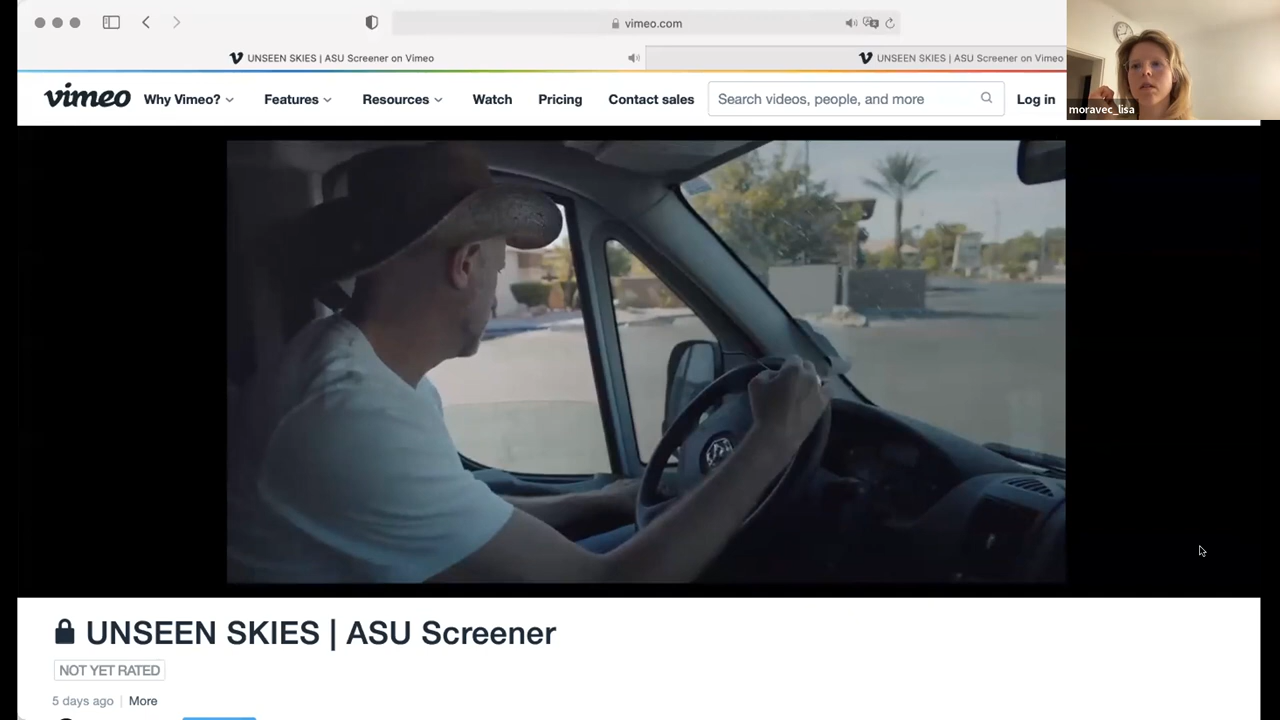 vimeo.com
UNSEEN SKIES | ASU Screener on Vimeo
UNSEEN SKIES | ASU Screener on Vimeo
vimeo Why Vimeo? Features Resources Watch Pricing Contact sales Search videos, people, and more Log in
moravec_lisa
UNSEEN SKIES | ASU Screener
NOT YET RATED
5 days ago | More